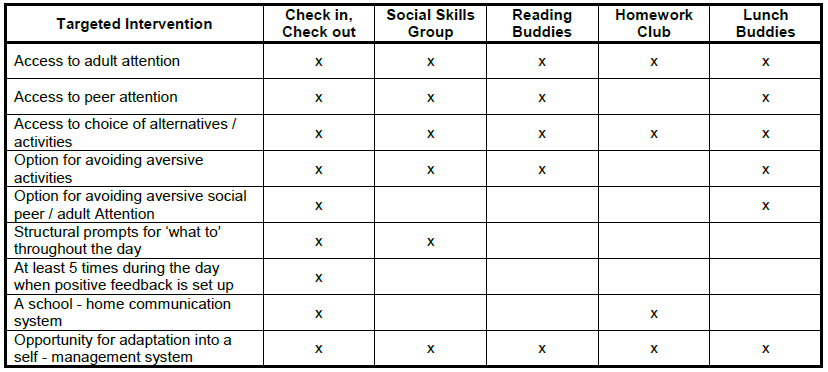 Targeted Intervention Check in, Check out Social Skills Group Reading Buddies Homework Club Lunch Buddies
Access to adult attention x x x x x
Access to peer attention x x x x
Access to choice of alternatives /
activities x x x x x
Option for avoiding aversive
activities x x x x
Option for avoiding aversive social
peer / adult Attention x x
Structural prompts for ‘what to’
throughout the day x x
At least 5 times during the day
when positive feedback is set up x
A school - home communication
system x x
Opportunity for adaptation into a
self - management system x x x x x